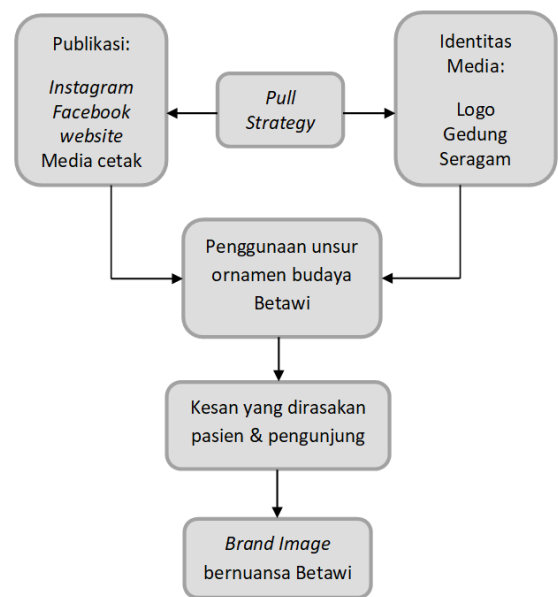 Publikasi:
Instagram
Facebook
website
Media cetak
Pull
Strategy
Identitas
Media:
Logo
Gedung
Seragam
Penggunaan unsur
ornamen budaya
Betawi
Kesan yang dirasakan
pasien & pengunjung
Brand Image
bernuansa Betawi